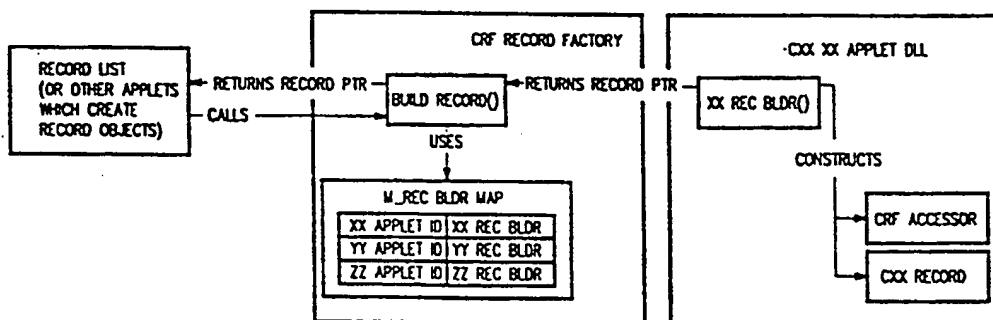 CRF RECORD FACTORY
·CXX XX APPLET DLL
RECORD LIST
(OR OTHER APPLETS
WHICH CREATE
RECORD OBJECTS)
RETURNS RECORD PTR
CALLS
BUILD RECORD()
RETURNS RECORD PTR
XX REC BLDR()
USES
CONSTRUCTS
M_REC BLDR MAP
XX APPLET ID XX REC BLDR
YY APPLET ID YY REC BLDR
ZZ APPLET ID ZZ REC BLDR
CRF ACCESSOR
CXX RECORD